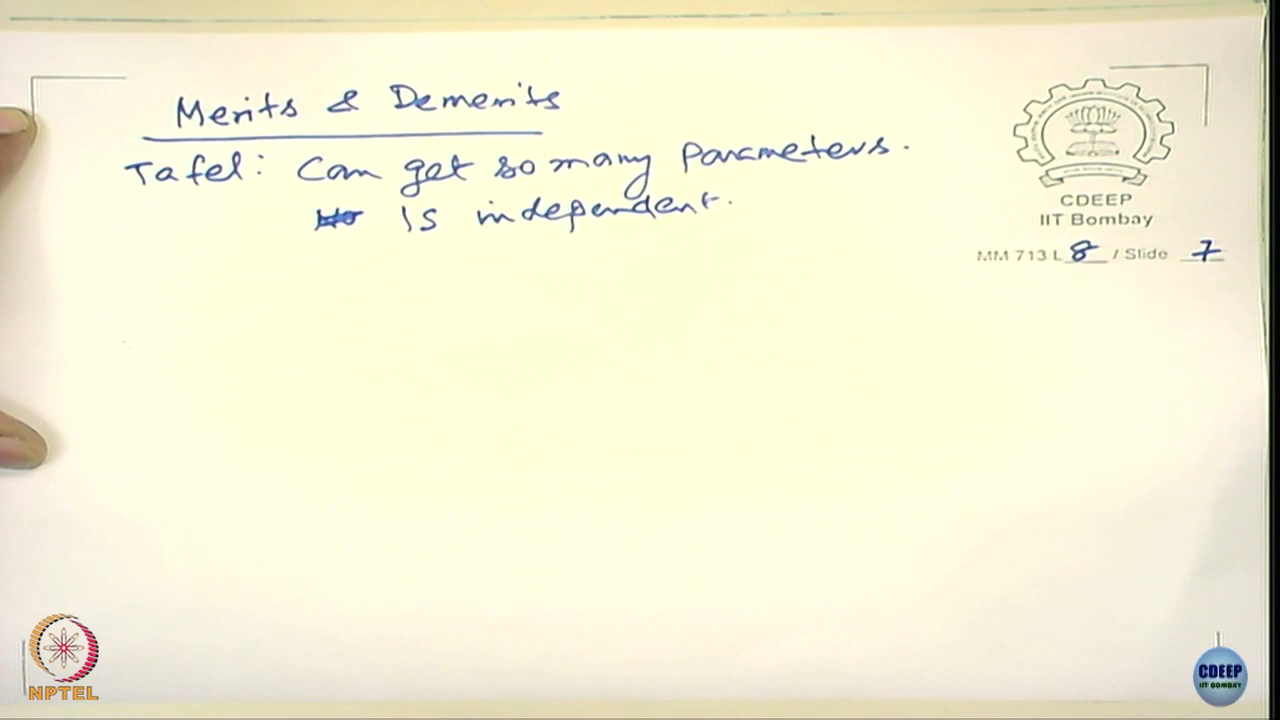 Merits & Demerits
Tafel: Can get so many parameters.
Is independent.
CDEEP
IIT Bombay
MM 713 L 8 / Slide 7
NPTEL
CDEEP
IIT BOMBAY